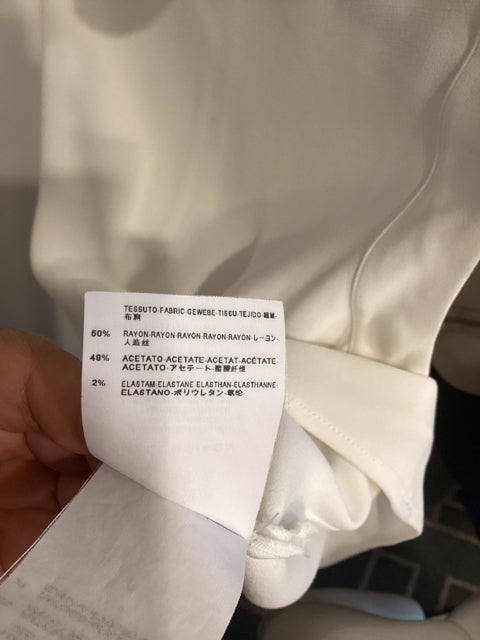 TESSUTO-FABRIC-GEWEBE-TISSU-TEJIDO-組織-
布胸
50% RAYON-RAYON-RAYON-RAYON-RAYON-レーヨン-
人造丝
48% ACETATO-ACETATE-ACETAT-ACÉTATE-
ACETATO-アセテート-醋酸纤维
2% ELASTAM-ELASTANE ELASTHAN-ELASTHANNE-
ELASTANO-ポリウレタン-氨纶